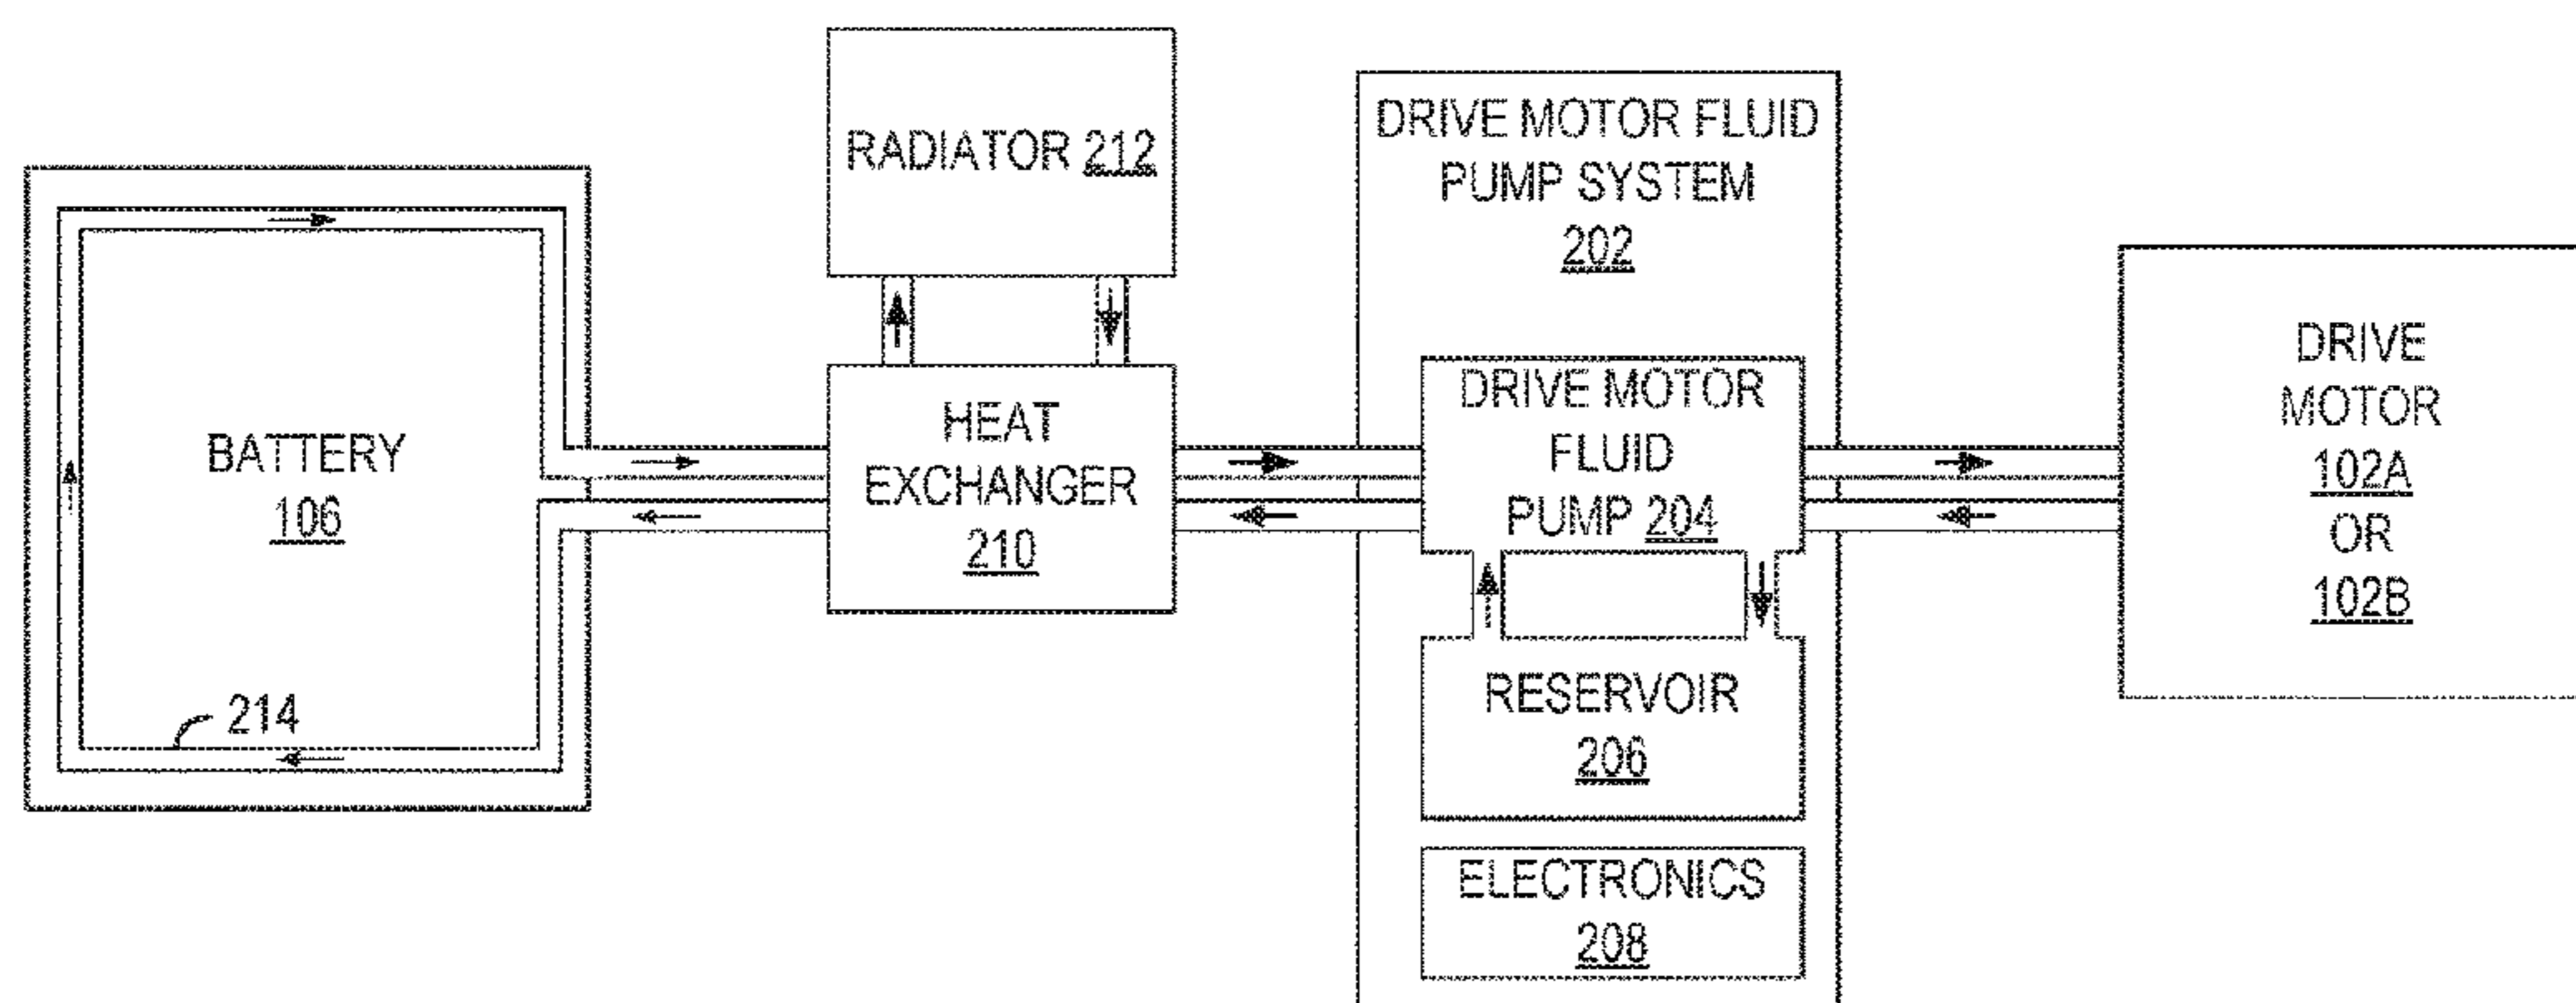 RADIATOR 212
DRIVE MOTOR FLUID
PUMP SYSTEM
202
BATTERY
106
214
HEAT
EXCHANGER
210
DRIVE MOTOR
FLUID
PUMP 204
RESERVOIR
206
ELECTRONICS
208
DRIVE
MOTOR
102A
OR
102B